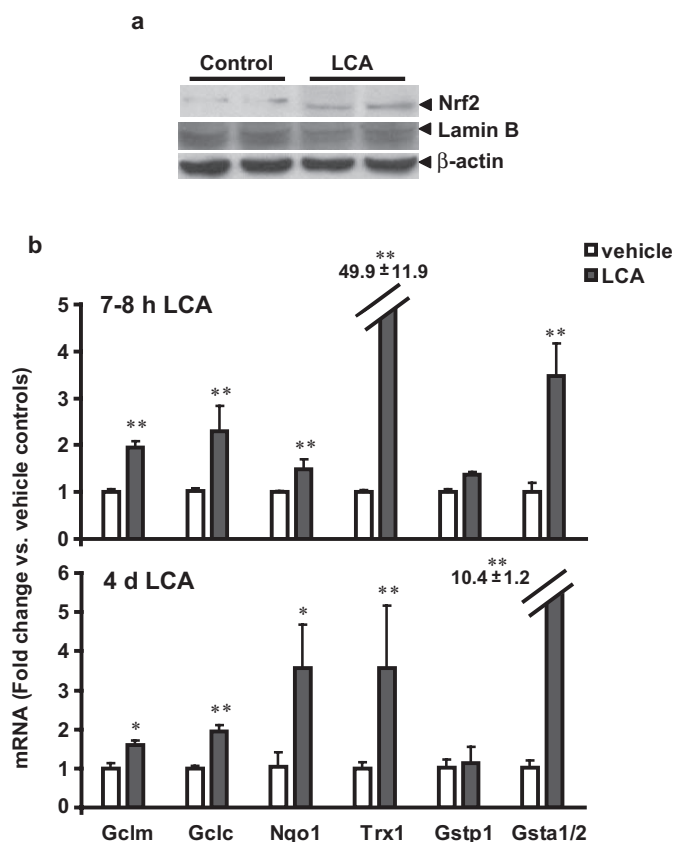 a
Control LCA
Nrf2
Lamin B
β-actin
b
vehicle
LCA
mRNA (Fold change vs. vehicle controls)
7-8 h LCA
**
49.9 ±11.9
5
4
3
2
1
0
** ** ** **
4 d LCA
**
10.4 ±1.2
6
5
4
3
2
1
0
* ** * **
Gclm Gclc Nqo1 Trx1 Gstp1 Gsta1/2